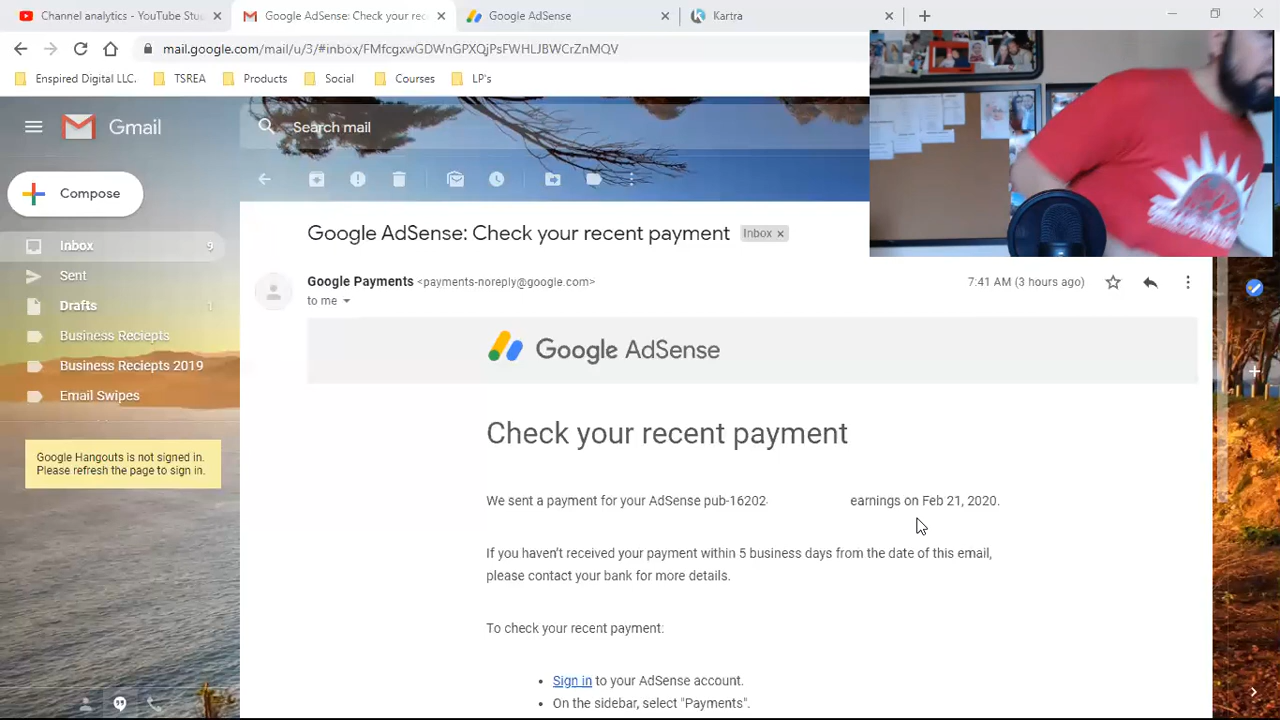 Channel analytics - YouTube Stu
Google AdSense: Check your rece
Google AdSense
Kartra
mail.google.com/mail/u/3/#inbox/FMfcgxwGDWnGPXQjPsFWHLJBWCrZnMQV
Enspired Digital LLC.
TSREA
Products
Social
Courses
LP's
Gmail
Search mail
Compose
Inbox 9
Sent
Drafts 1
Business Reciepts
Business Reciepts 2019
Email Swipes
Google Hangouts is not signed in.
Please refresh the page to sign in.
Google AdSense: Check your recent payment Inbox ×
Google Payments <payments-noreply@google.com> 7:41 AM (3 hours ago)
to me
Google AdSense
Check your recent payment
We sent a payment for your AdSense pub-16202 earnings on Feb 21, 2020.
If you haven't received your payment within 5 business days from the date of this email,
please contact your bank for more details.
To check your recent payment:
• Sign in to your AdSense account.
• On the sidebar, select "Payments".